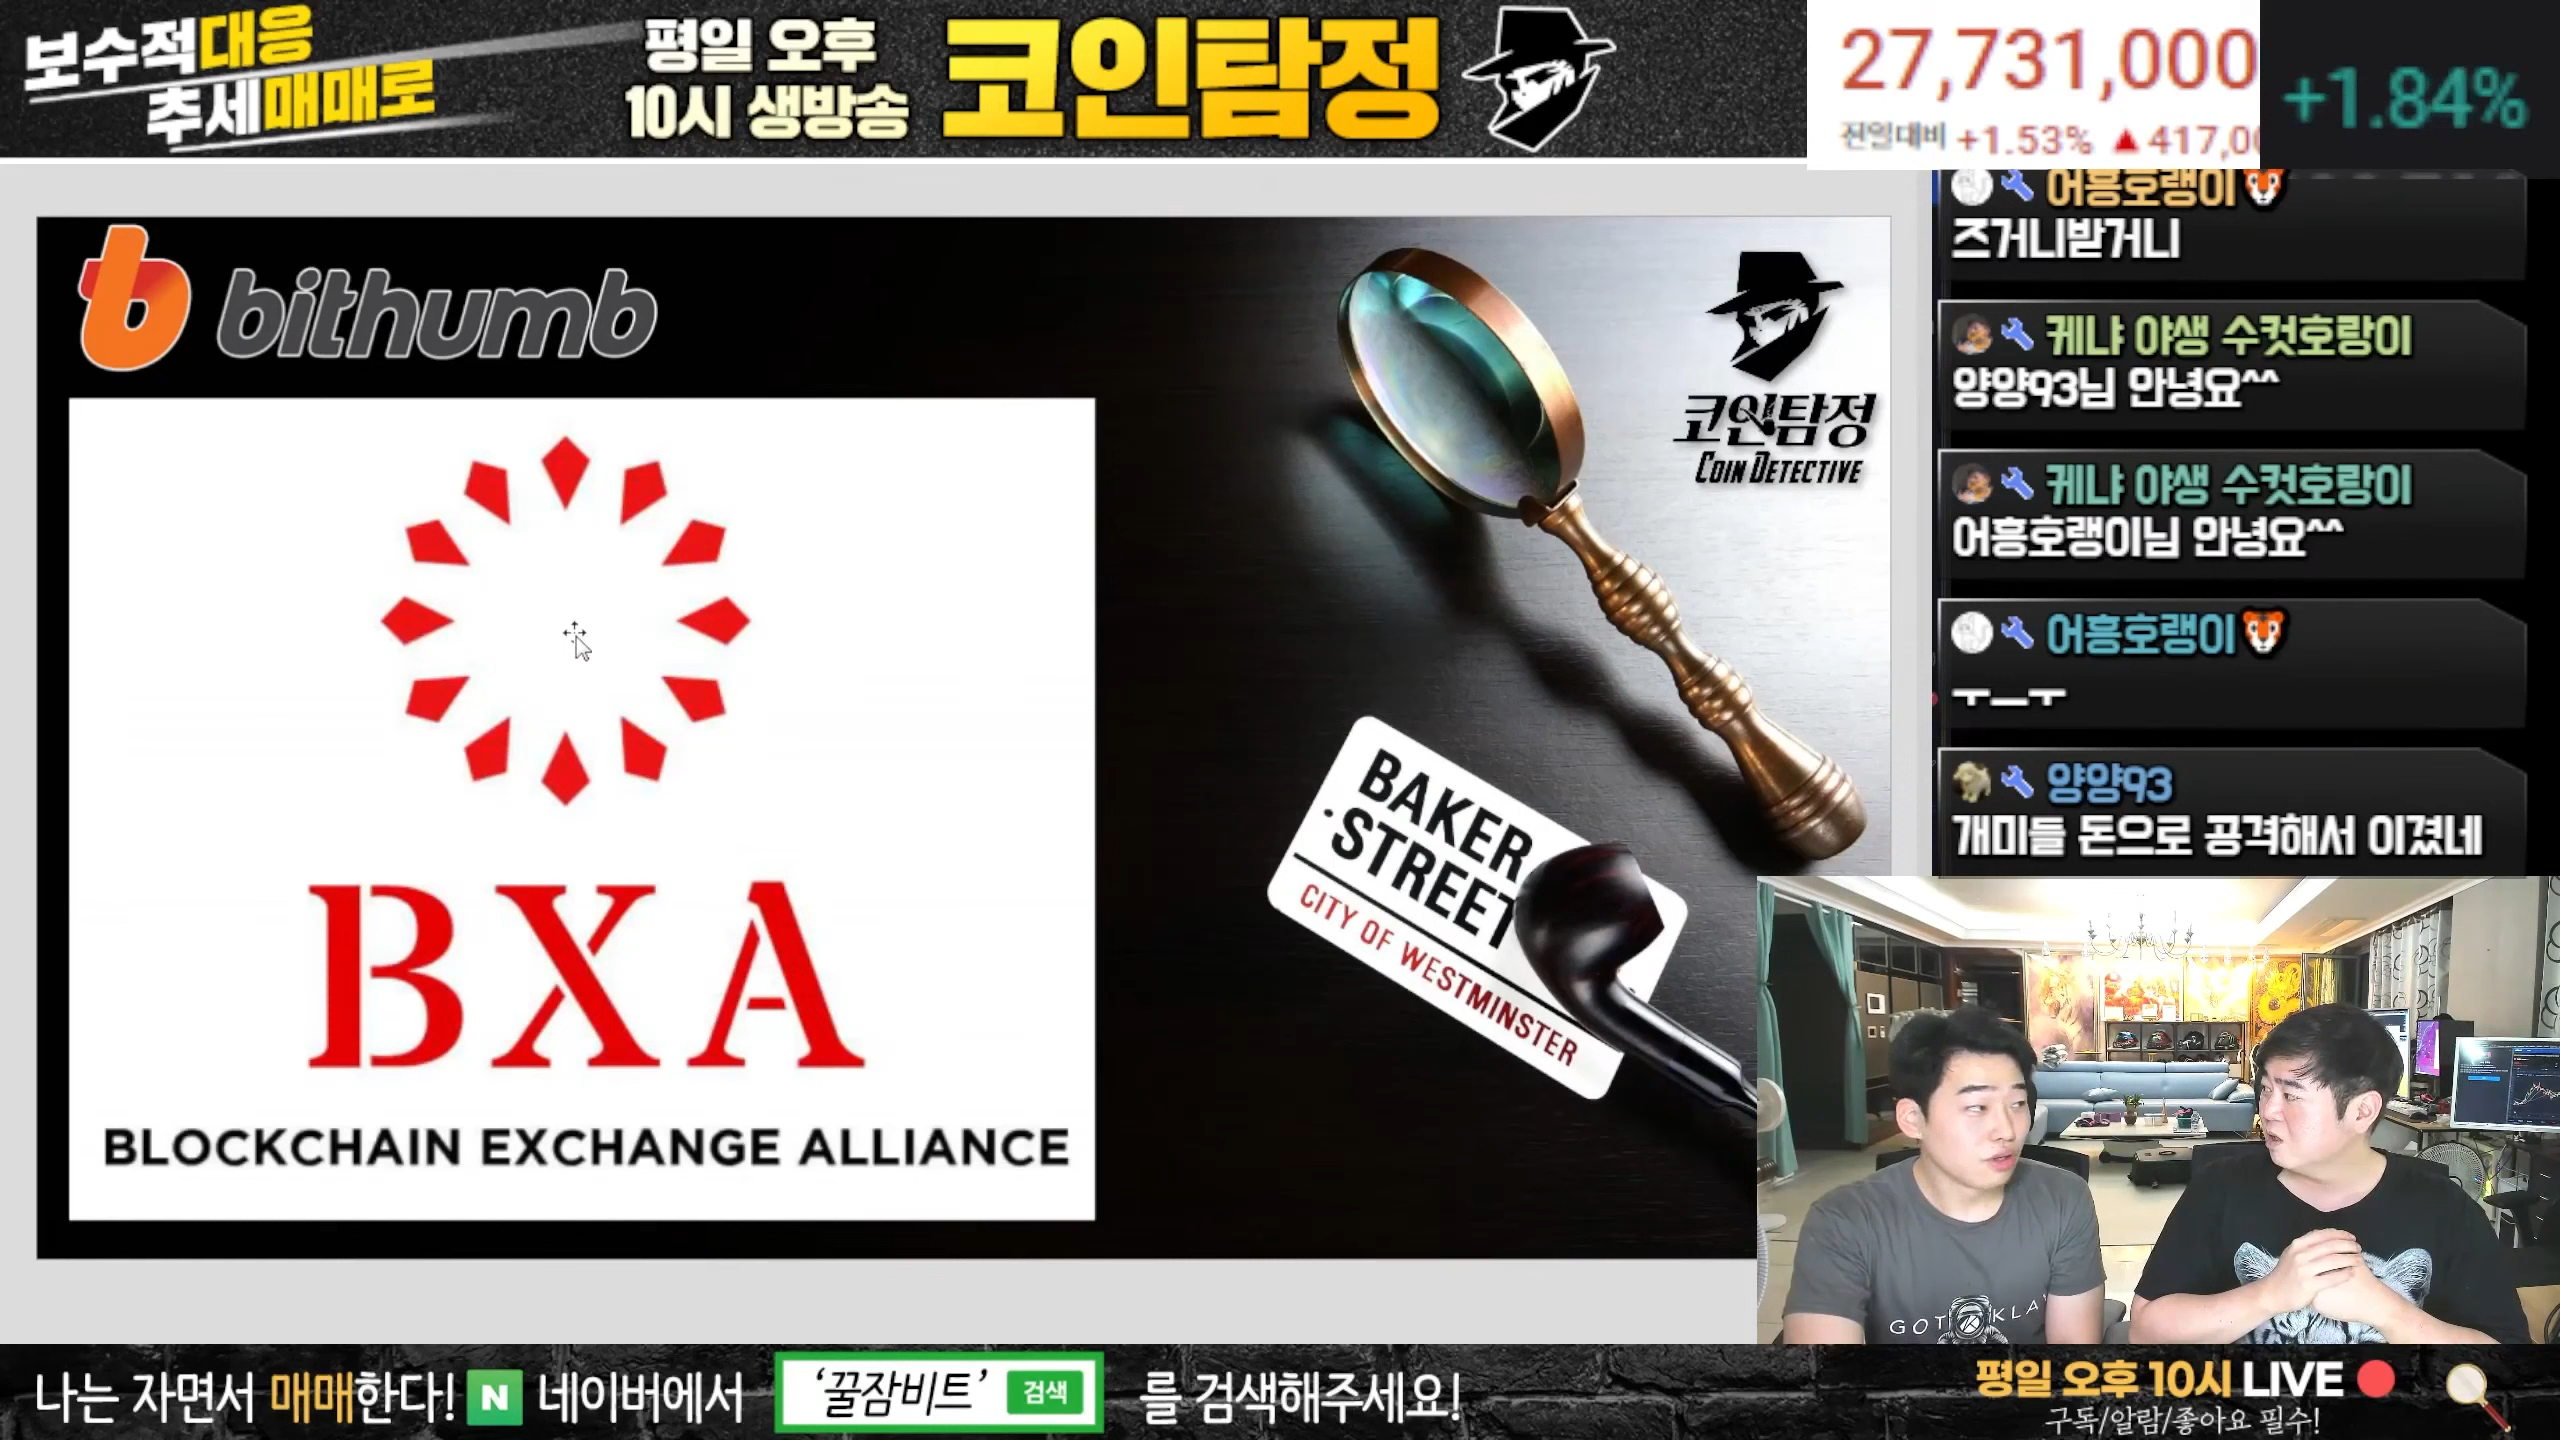 보수적대응
추세매매로
평일 오후
10시 생방송
코인탐정
27,731,000
전일대비 +1.53% ▲ 417,00
+1.84%
bithumb
BXA
BLOCKCHAIN EXCHANGE ALLIANCE
코인탐정
COIN DETECTIVE
BAKER
STREET
CITY OF WESTMINSTER
어흥호랭이🐯
즈거니받거니
케냐 야생 수컷호랑이
양양93님 안녕요^^
케냐 야생 수컷호랑이
어흥호랭이님 안녕요^^
어흥호랭이🐯
ㅜㅡㅜ
양양93
개미들 돈으로 공격해서 이겼네
GOT KLAY
나는 자면서 매매한다! N 네이버에서 '꿀잠비트' 검색 를 검색해주세요!
평일 오후 10시 LIVE
구독/알람/좋아요 필수!